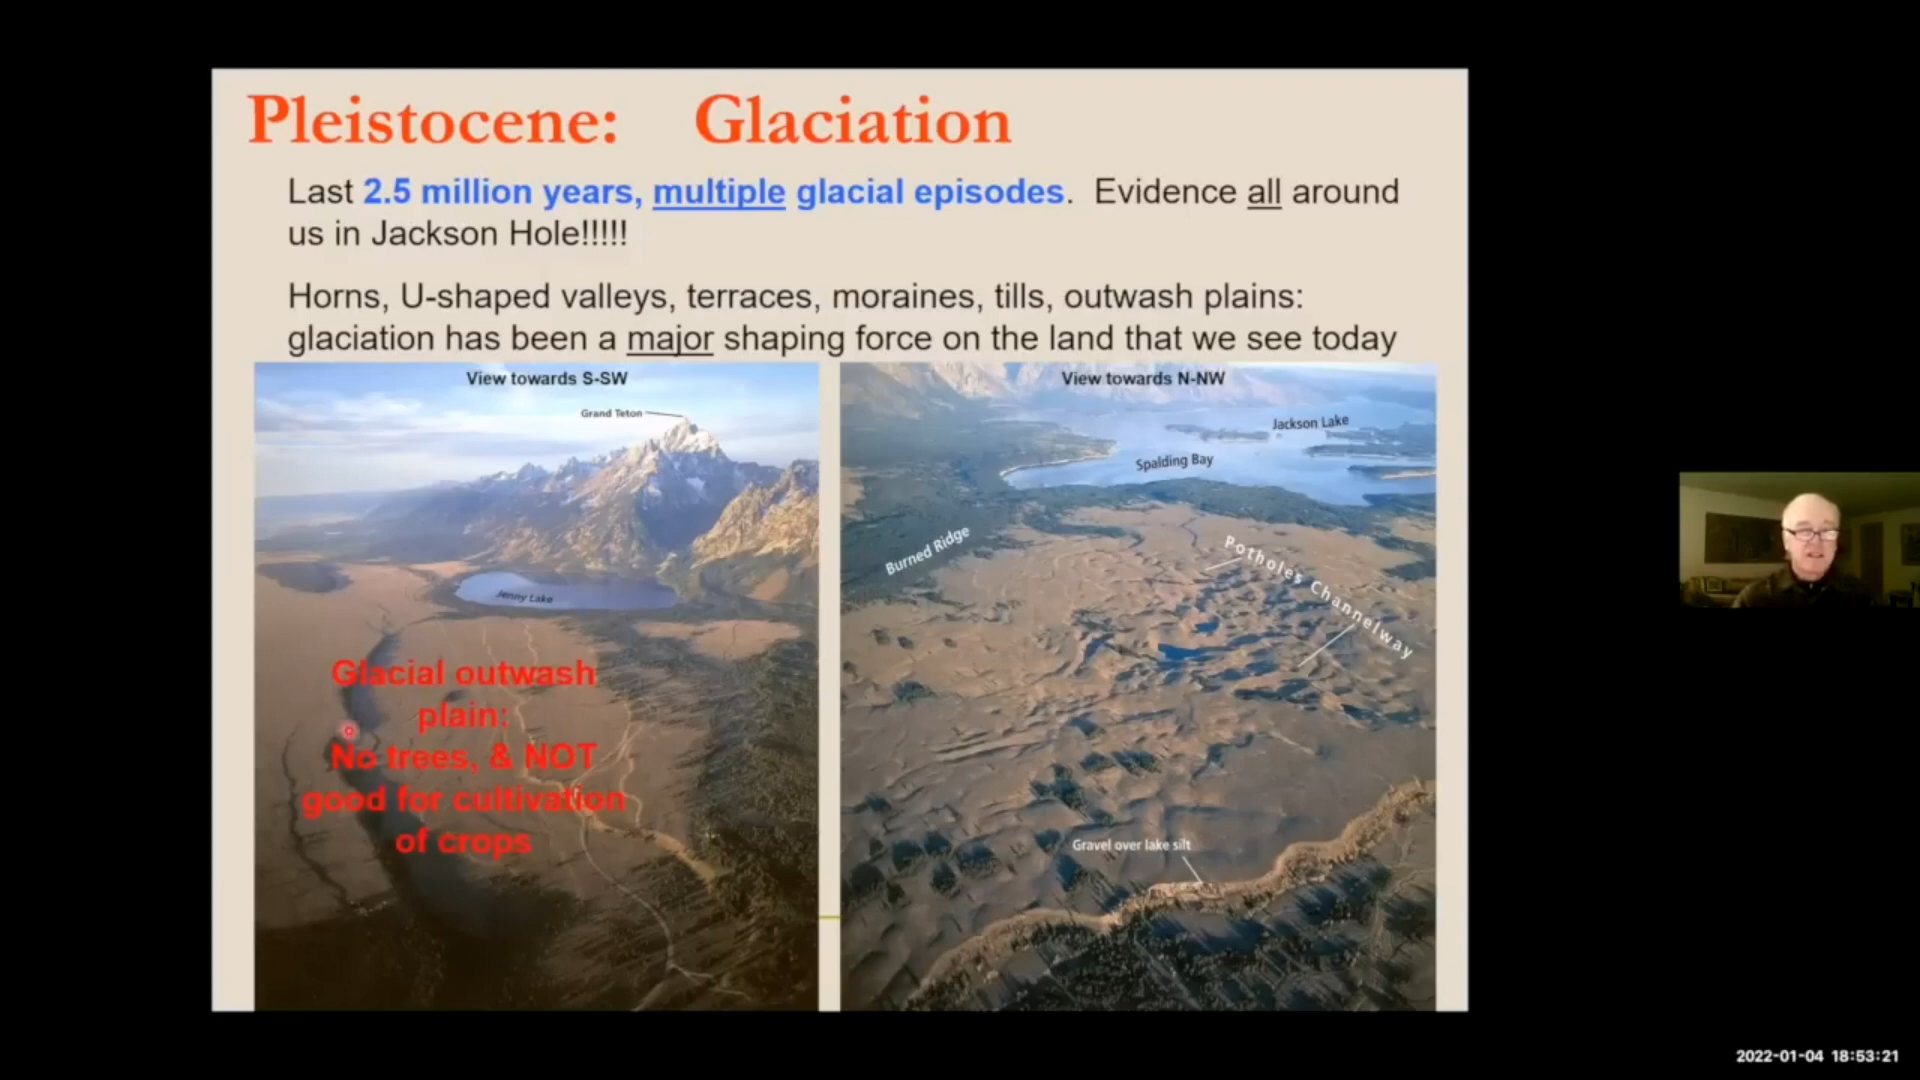 Pleistocene: Glaciation
Last 2.5 million years, multiple glacial episodes. Evidence all around
us in Jackson Hole!!!!!
Horns, U-shaped valleys, terraces, moraines, tills, outwash plains:
glaciation has been a major shaping force on the land that we see today
View towards S-SW
Grand Teton
Jenny Lake
Glacial outwash
plain:
No trees, & NOT
good for cultivation
of crops
View towards N-NW
Jackson Lake
Spalding Bay
Burned Ridge
Potholes Channelway
Gravel over lake silt
2022-01-04 18:53:21